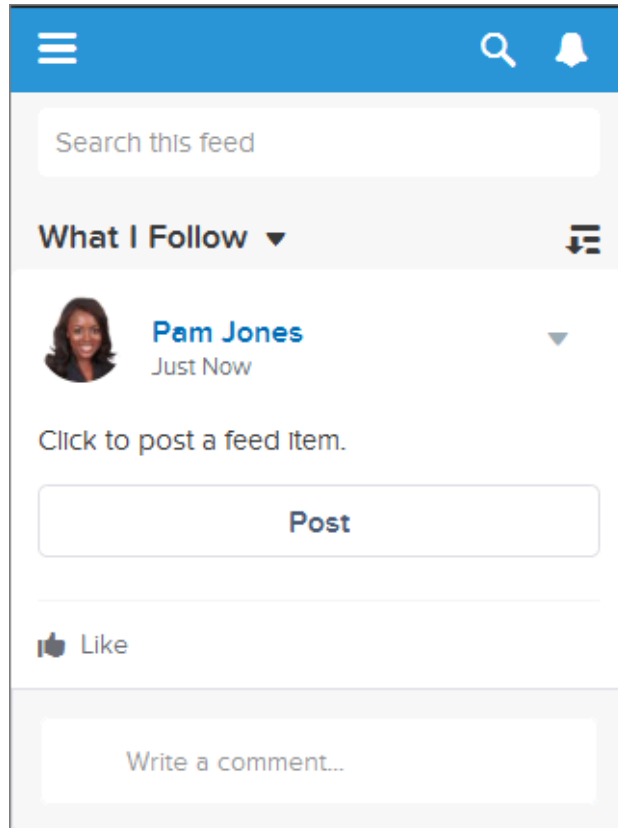 Search this feed
What I Follow
Pam Jones
Just Now
Click to post a feed item.
Post
Like
Write a comment...